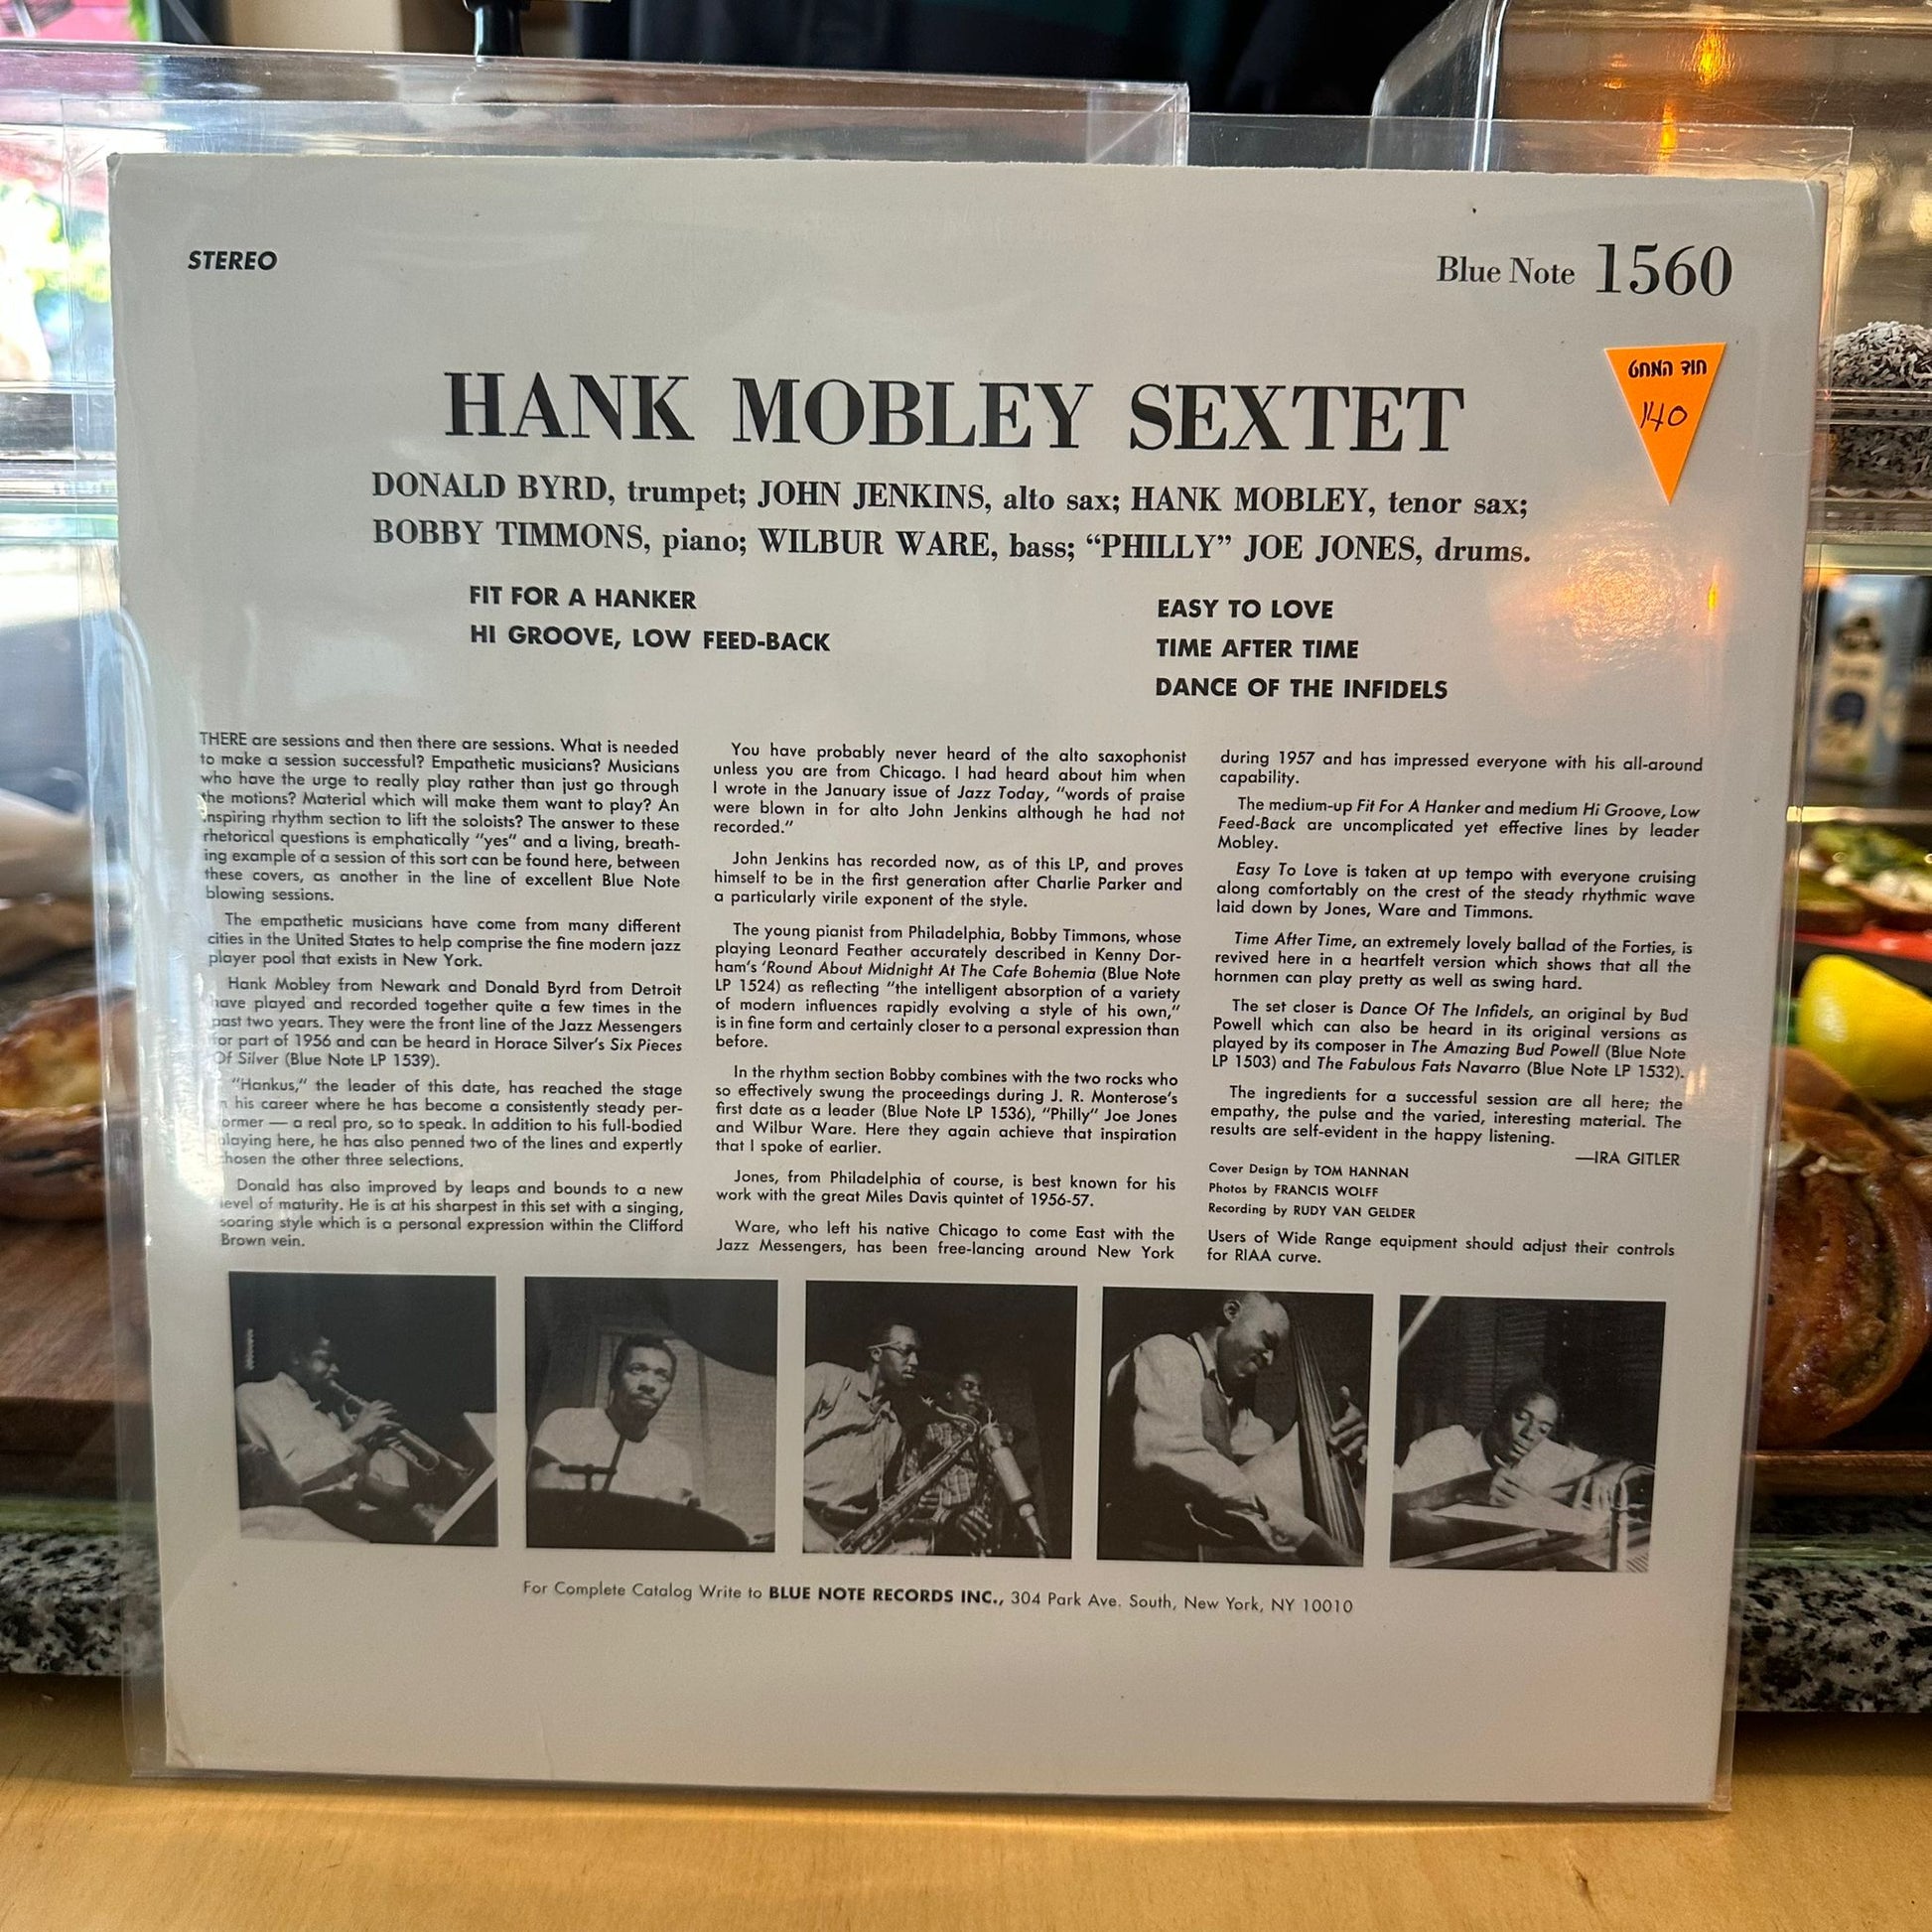 STEREO
Blue Note 1560
חוד המחט
140
HANK MOBLEY SEXTET
DONALD BYRD, trumpet; JOHN JENKINS, alto sax; HANK MOBLEY, tenor sax;
BOBBY TIMMONS, piano; WILBUR WARE, bass; “PHILLY” JOE JONES, drums.
FIT FOR A HANKER
HI GROOVE, LOW FEED-BACK
EASY TO LOVE
TIME AFTER TIME
DANCE OF THE INFIDELS
THERE are sessions and then there are sessions. What is needed
to make a session successful? Empathetic musicians? Musicians
who have the urge to really play rather than just go through
the motions? Material which will make them want to play? An
inspiring rhythm section to lift the soloists? The answer to these
rhetorical questions is emphatically “yes” and a living, breath-
ing example of a session of this sort can be found here, between
these covers, as another in the line of excellent Blue Note
blowing sessions.
The empathetic musicians have come from many different
cities in the United States to help comprise the fine modern jazz
player pool that exists in New York.
Hank Mobley from Newark and Donald Byrd from Detroit
have played and recorded together quite a few times in the
past two years. They were the front line of the Jazz Messengers
for part of 1956 and can be heard in Horace Silver’s Six Pieces
Of Silver (Blue Note LP 1539).
“Hankus,” the leader of this date, has reached the stage
in his career where he has become a consistently steady per-
former — a real pro, so to speak. In addition to his full-bodied
playing here, he has also penned two of the lines and expertly
chosen the other three selections.
Donald has also improved by leaps and bounds to a new
level of maturity. He is at his sharpest in this set with a singing,
soaring style which is a personal expression within the Clifford
Brown vein.
You have probably never heard of the alto saxophonist
unless you are from Chicago. I had heard about him when
I wrote in the January issue of Jazz Today, “words of praise
were blown in for alto John Jenkins although he had not
recorded.”
John Jenkins has recorded now, as of this LP, and proves
himself to be in the first generation after Charlie Parker and
a particularly virile exponent of the style.
The young pianist from Philadelphia, Bobby Timmons, whose
playing Leonard Feather accurately described in Kenny Dor-
ham’s ‘Round About Midnight At The Cafe Bohemia (Blue Note
LP 1524) as reflecting “the intelligent absorption of a variety
of modern influences rapidly evolving a style of his own,”
is in fine form and certainly closer to a personal expression than
before.
In the rhythm section Bobby combines with the two rocks who
so effectively swung the proceedings during J. R. Monterose’s
first date as a leader (Blue Note LP 1536), “Philly” Joe Jones
and Wilbur Ware. Here they again achieve that inspiration
that I spoke of earlier.
Jones, from Philadelphia of course, is best known for his
work with the great Miles Davis quintet of 1956-57.
Ware, who left his native Chicago to come East with the
Jazz Messengers, has been free-lancing around New York
during 1957 and has impressed everyone with his all-around
capability.
The medium-up Fit For A Hanker and medium Hi Groove, Low
Feed-Back are uncomplicated yet effective lines by leader
Mobley.
Easy To Love is taken at up tempo with everyone cruising
along comfortably on the crest of the steady rhythmic wave
laid down by Jones, Ware and Timmons.
Time After Time, an extremely lovely ballad of the Forties, is
revived here in a heartfelt version which shows that all the
hornmen can play pretty as well as swing hard.
The set closer is Dance Of The Infidels, an original by Bud
Powell which can also be heard in its original versions as
played by its composer in The Amazing Bud Powell (Blue Note
LP 1503) and The Fabulous Fats Navarro (Blue Note LP 1532).
The ingredients for a successful session are all here; the
empathy, the pulse and the varied, interesting material. The
results are self-evident in the happy listening.
—IRA GITLER
Cover Design by TOM HANNAN
Photos by FRANCIS WOLFF
Recording by RUDY VAN GELDER
Users of Wide Range equipment should adjust their controls
for RIAA curve.
For Complete Catalog Write to BLUE NOTE RECORDS INC., 304 Park Ave. South, New York, NY 10010